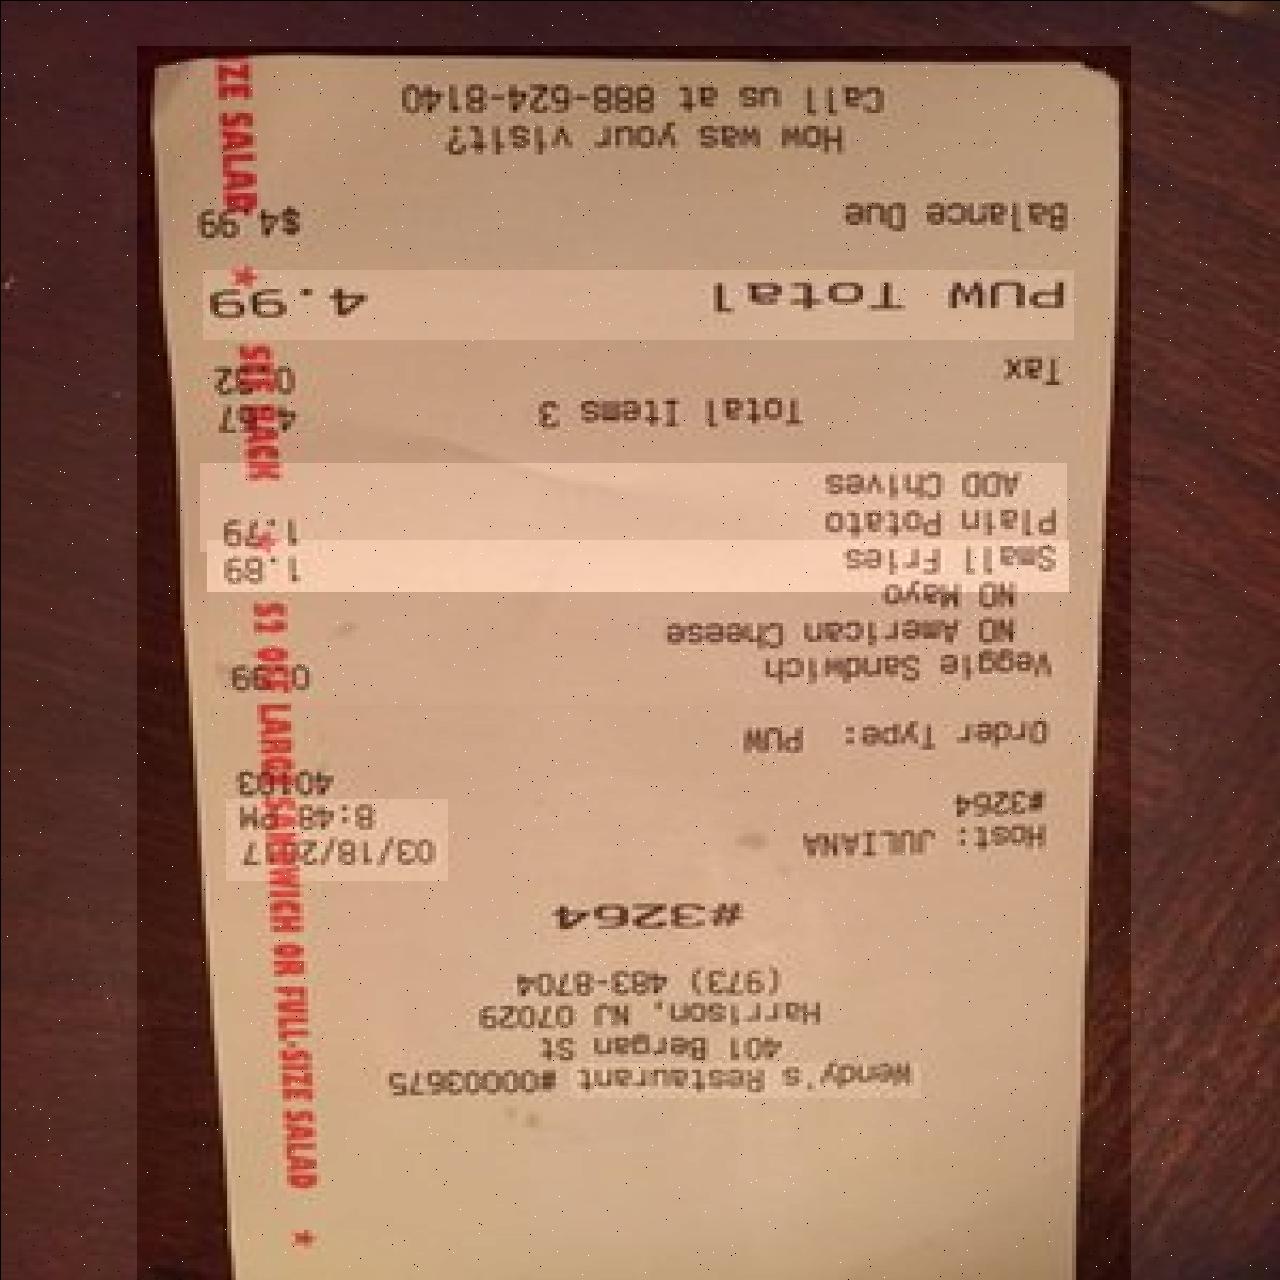 Wendy's Restaurant #00003675
401 Bergan St
Harrison, NJ 07029
(973) 483-8704
#3264
Host: JULIANA 03/18/2017
#3264 8:48 PM
40103
Order Type: PUW
Veggie Sandwich 0.99
NO American Cheese
NO Mayo
Small Fries 1.89
Plain Potato 1.79
ADD Chives
Total Items 3
4.67
Tax 0.32
PUW Total 4.99
Balance Due $4.99
How was your visit?
Call us at 888-624-8140
ZE SALAD * SEE BACK * $1 OFF LARGE SANDWICH OR FULL-SIZE SALAD *